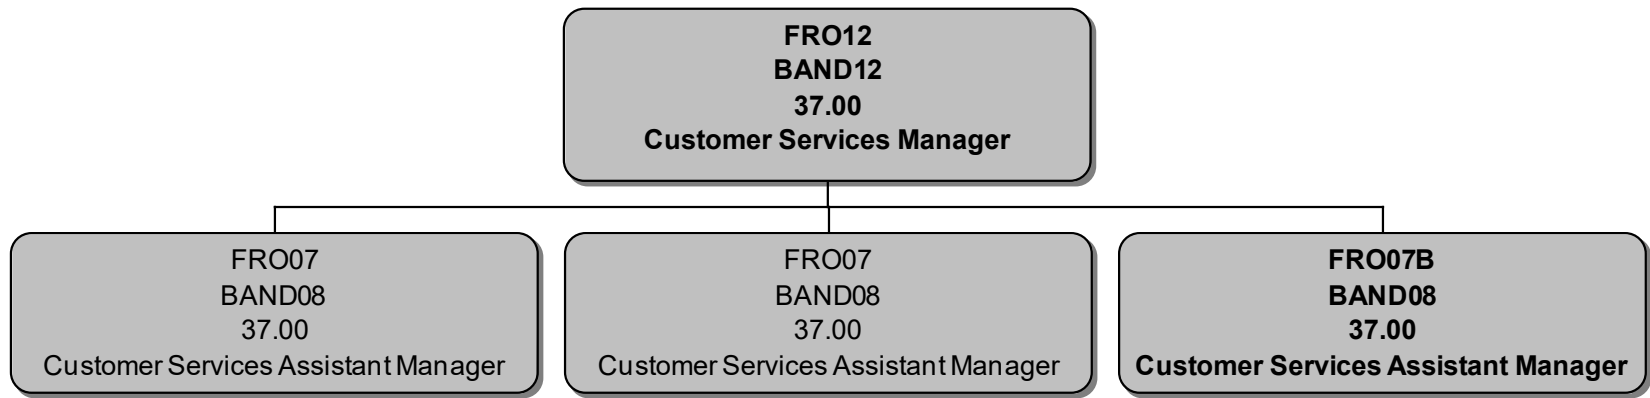 FRO12
BAND12
37.00
Customer Services Manager
FRO07
BAND08
37.00
Customer Services Assistant Manager
FRO07
BAND08
37.00
Customer Services Assistant Manager
FRO07B
BAND08
37.00
Customer Services Assistant Manager